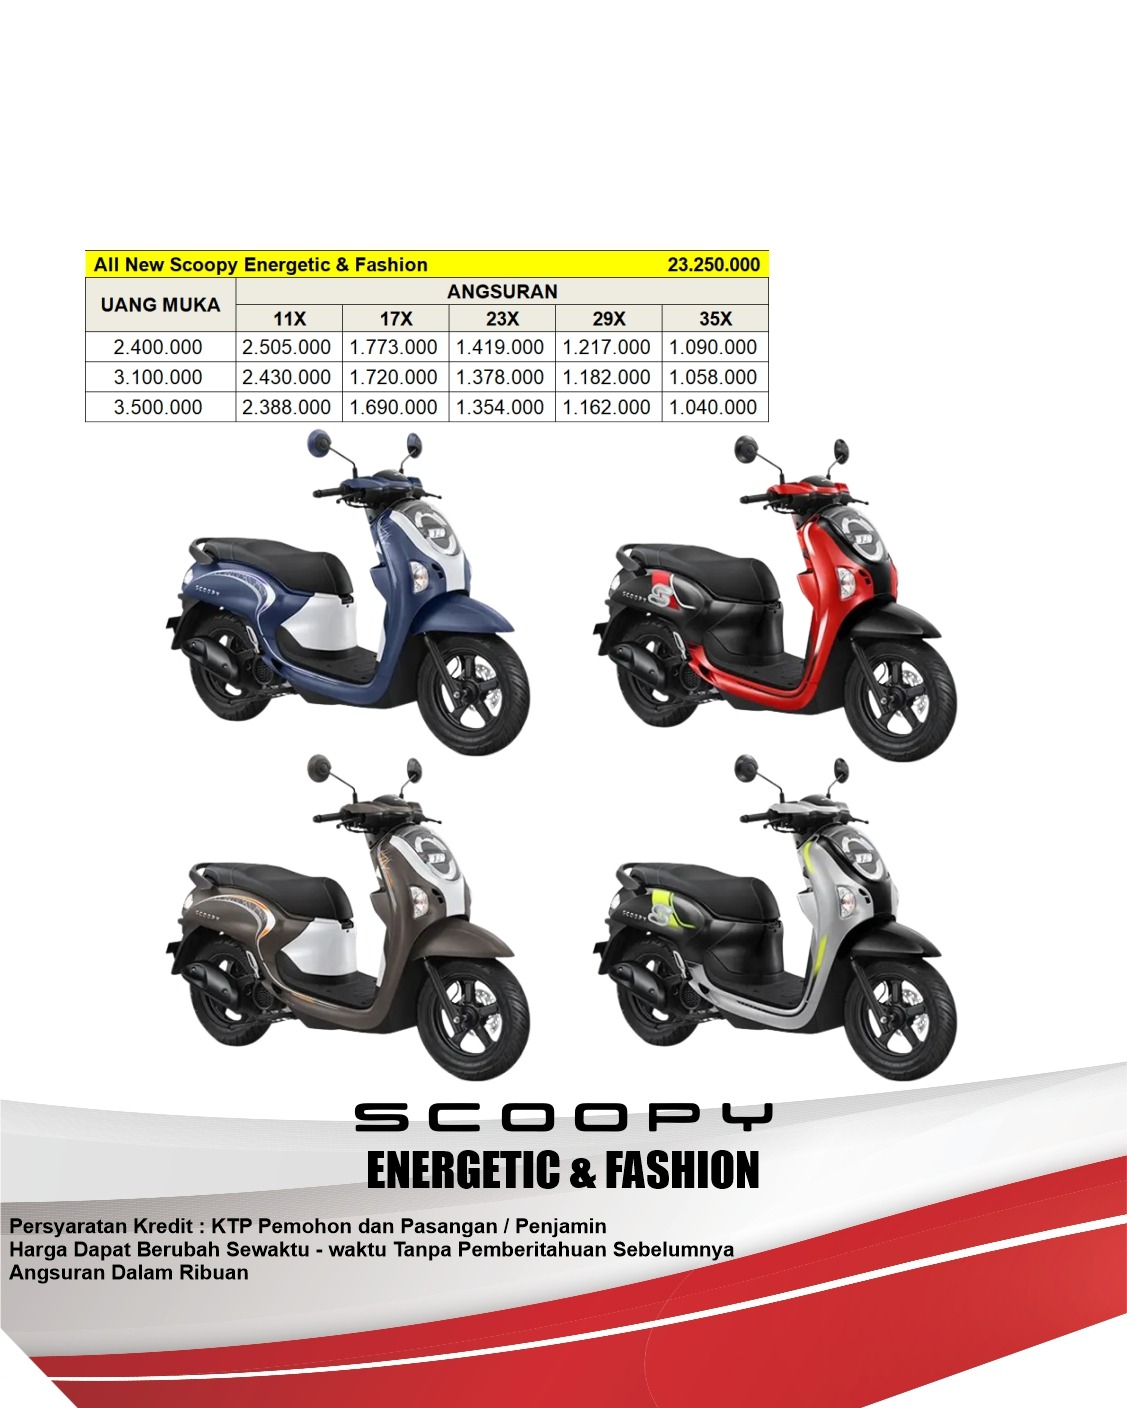 All New Scoopy Energetic & Fashion 23.250.000
UANG MUKA ANGSURAN
11X 17X 23X 29X 35X
2.400.000 2.505.000 1.773.000 1.419.000 1.217.000 1.090.000
3.100.000 2.430.000 1.720.000 1.378.000 1.182.000 1.058.000
3.500.000 2.388.000 1.690.000 1.354.000 1.162.000 1.040.000
SCOOPY
SCOOPY S
SCOOPY
SCOOPY S
SCOOPY
ENERGETIC & FASHION
Persyaratan Kredit : KTP Pemohon dan Pasangan / Penjamin
Harga Dapat Berubah Sewaktu - waktu Tanpa Pemberitahuan Sebelumnya
Angsuran Dalam Ribuan